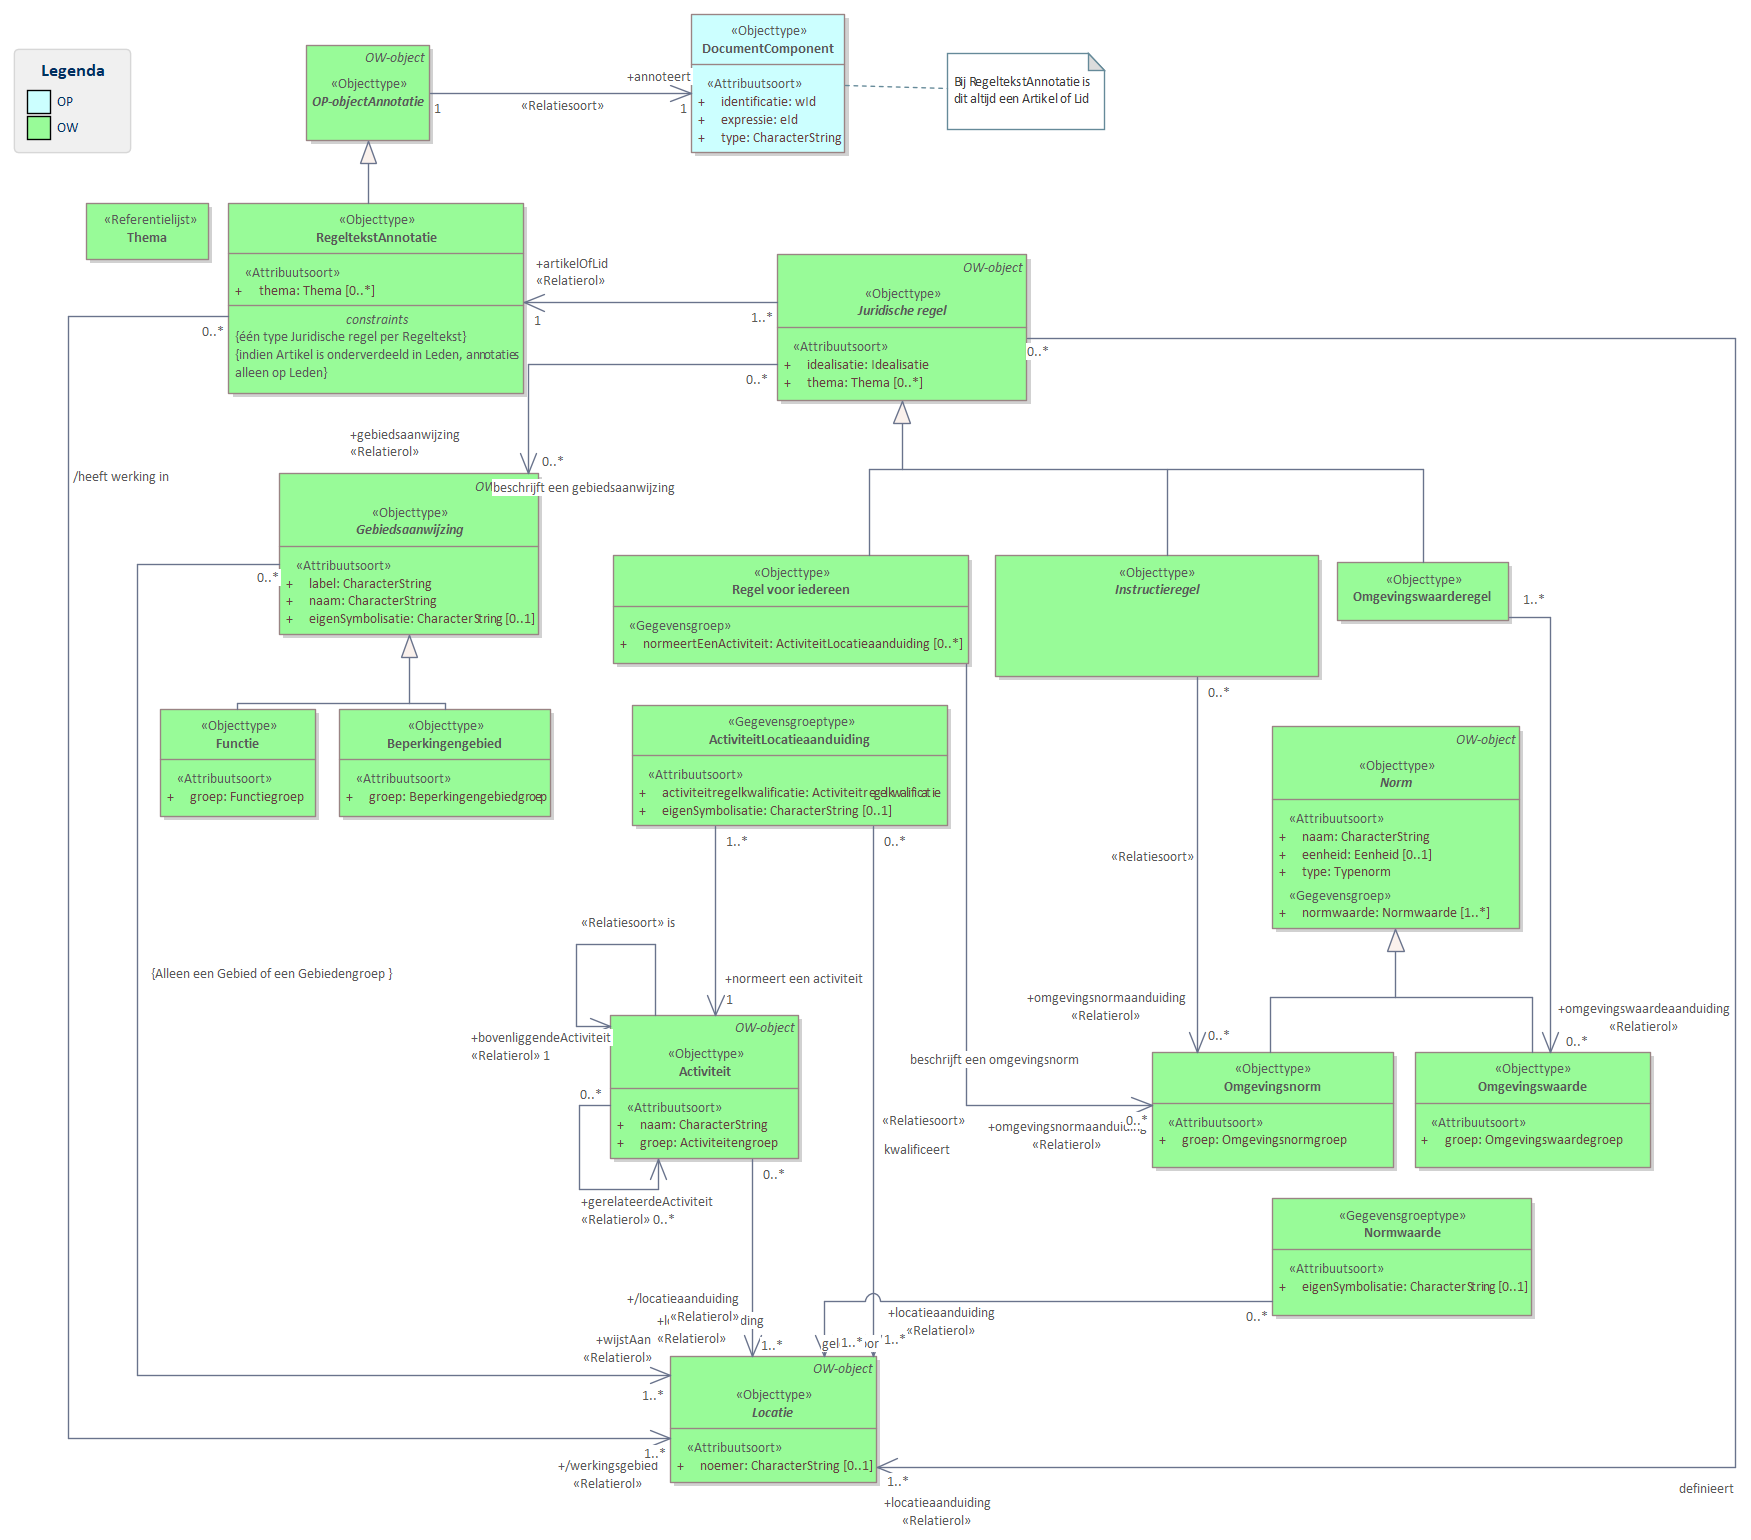 Legenda
OP
OW
OW-object
«Objecttype»
OP-objectAnnotatie
1
+annoteert
«Relatiesoort»
1
«Objecttype»
DocumentComponent
«Attribuutsoort»
+ identificatie: wId
+ expressie: eId
+ type: CharacterString
Bij RegeltekstAnnotatie is
dit altijd een Artikel of Lid
«Referentielijst»
Thema
«Objecttype»
RegeltekstAnnotatie
«Attribuutsoort»
+ thema: Thema [0..*]
constraints
{één type Juridische regel per Regeltekst}
{indien Artikel is onderverdeeld in Leden, annotaties
alleen op Leden}
0..*
+artikelOfLid
«Relatierol»
1
1..*
OW-object
«Objecttype»
Juridische regel
«Attribuutsoort»
+ idealisatie: Idealisatie
+ thema: Thema [0..*]
0..*
0..*
+gebiedsaanwijzing
«Relatierol»
0..*
/heeft werking in
beschrijft een gebiedsaanwijzing
«Objecttype»
Gebiedsaanwijzing
«Attribuutsoort»
+ label: CharacterString
+ naam: CharacterString
+ eigenSymbolisatie: CharacterString [0..1]
0..*
«Objecttype»
Regel voor iedereen
«Gegevensgroep»
+ normeertEenActiviteit: ActiviteitLocatieaanduiding [0..*]
«Objecttype»
Instructieregel
0..*
«Objecttype»
Omgevingswaarderegel
1..*
«Objecttype»
Functie
«Attribuutsoort»
+ groep: Functiegroep
«Objecttype»
Beperkingengebied
«Attribuutsoort»
+ groep: Beperkingengebiedgroep
«Gegevensgroeptype»
ActiviteitLocatieaanduiding
«Attribuutsoort»
+ activiteitregelkwalificatie: Activiteitregelkwalificatie
+ eigenSymbolisatie: CharacterString [0..1]
1..*
0..*
OW-object
«Objecttype»
Norm
«Attribuutsoort»
+ naam: CharacterString
+ eenheid: Eenheid [0..1]
+ type: Typenorm
«Gegevensgroep»
+ normwaarde: Normwaarde [1..*]
«Relatiesoort»
«Relatiesoort» is
{Alleen een Gebied of een Gebiedengroep }
+normeert een activiteit
1
+omgevingsnormaanduiding
«Relatierol»
0..*
+omgevingswaardeaanduiding
«Relatierol»
0..*
+bovenliggendeActiviteit
«Relatierol» 1
OW-object
«Objecttype»
Activiteit
«Attribuutsoort»
+ naam: CharacterString
+ groep: Activiteitengroep
0..*
0..*
+gerelateerdeActiviteit
«Relatierol» 0..*
beschrijft een omgevingsnorm
«Relatiesoort»
kwalificeert
0..*
«Relatierol»
«Objecttype»
Omgevingsnorm
«Attribuutsoort»
+ groep: Omgevingsnormgroep
«Objecttype»
Omgevingswaarde
«Attribuutsoort»
+ groep: Omgevingswaardegroep
«Gegevensgroeptype»
Normwaarde
«Attribuutsoort»
+ eigenSymbolisatie: CharacterString [0..1]
0..*
+/locatieaanduiding
«Relatierol»
«Relatierol»
1..*
+locatieaanduiding
«Relatierol»
1..*
1..*
+wijstAan
«Relatierol»
1..*
OW-object
«Objecttype»
Locatie
«Attribuutsoort»
+ noemer: CharacterString [0..1]
1..*
+/werkingsgebied
«Relatierol»
1..*
+locatieaanduiding
«Relatierol»
definieert